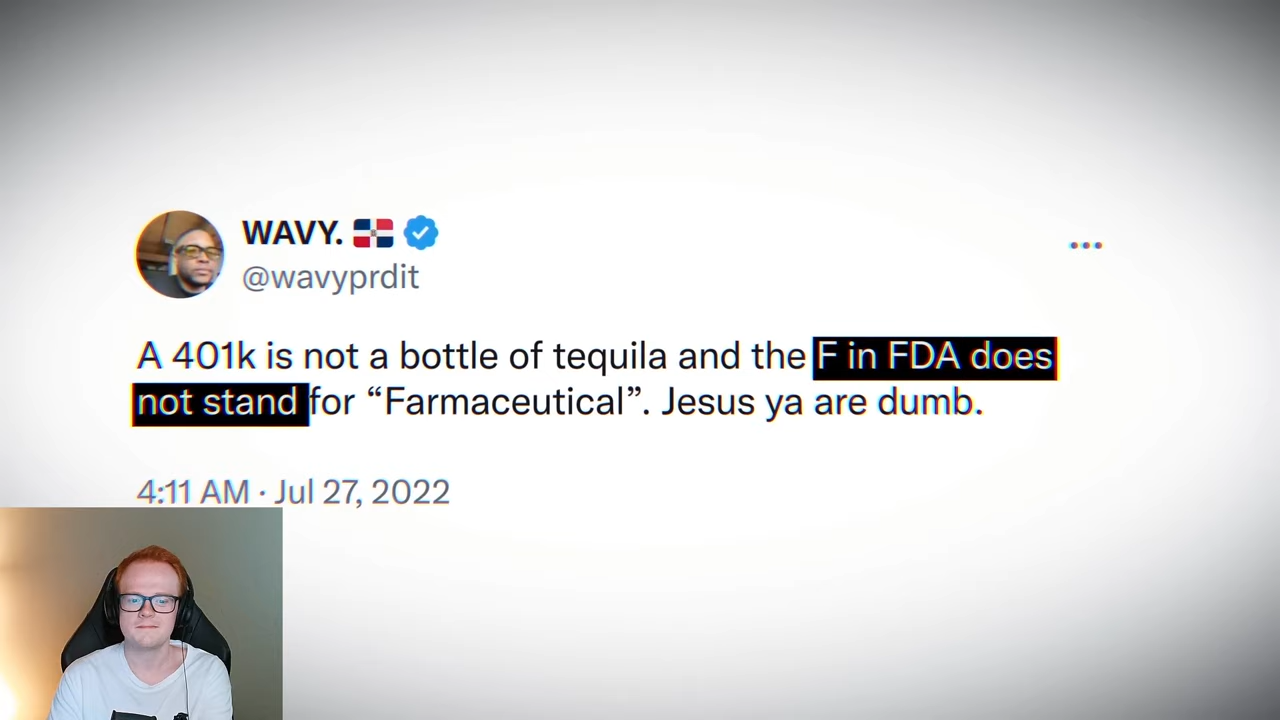 WAVY.
@wavyprdit
A 401k is not a bottle of tequila and the F in FDA does
not stand for “Farmaceutical”. Jesus ya are dumb.
4:11 AM · Jul 27, 2022